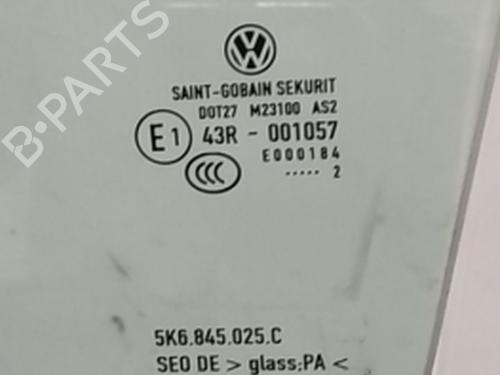 B-PARTS
SAINT-GOBAIN SEKURIT
DOT27 M23100 AS2
E1 43R - 001057
E000184
CCC
..... 2
5K6.845.025.C
SEO DE > glass;PA <